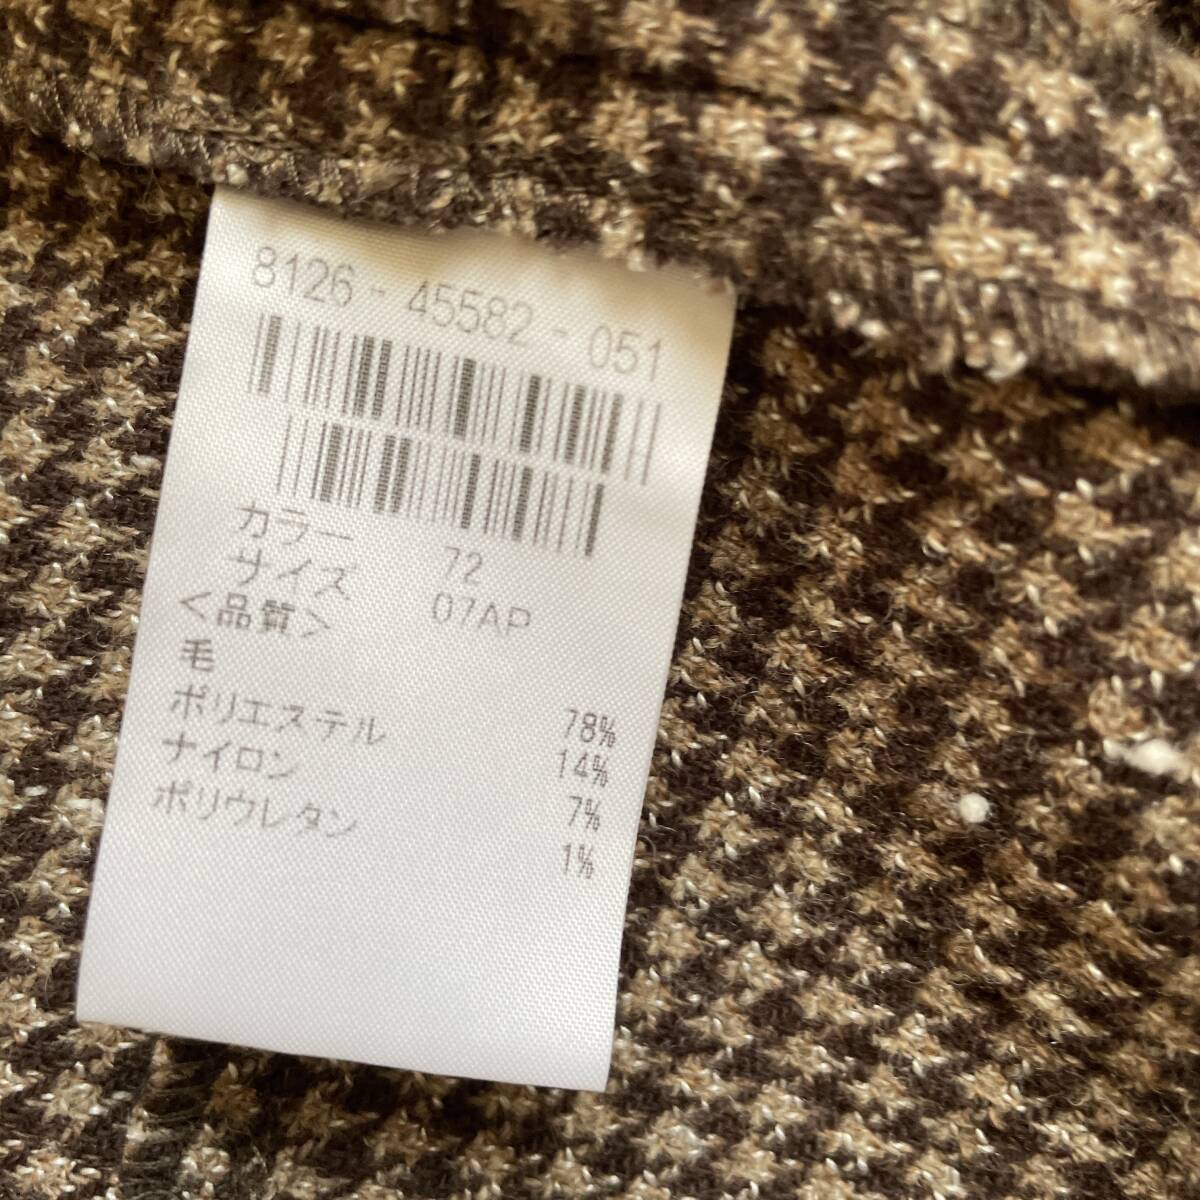 8126 - 45582 - 051
カラー 72
サイズ 07AP
<品質>
毛 78%
ポリエステル 14%
ナイロン 7%
ポリウレタン 1%